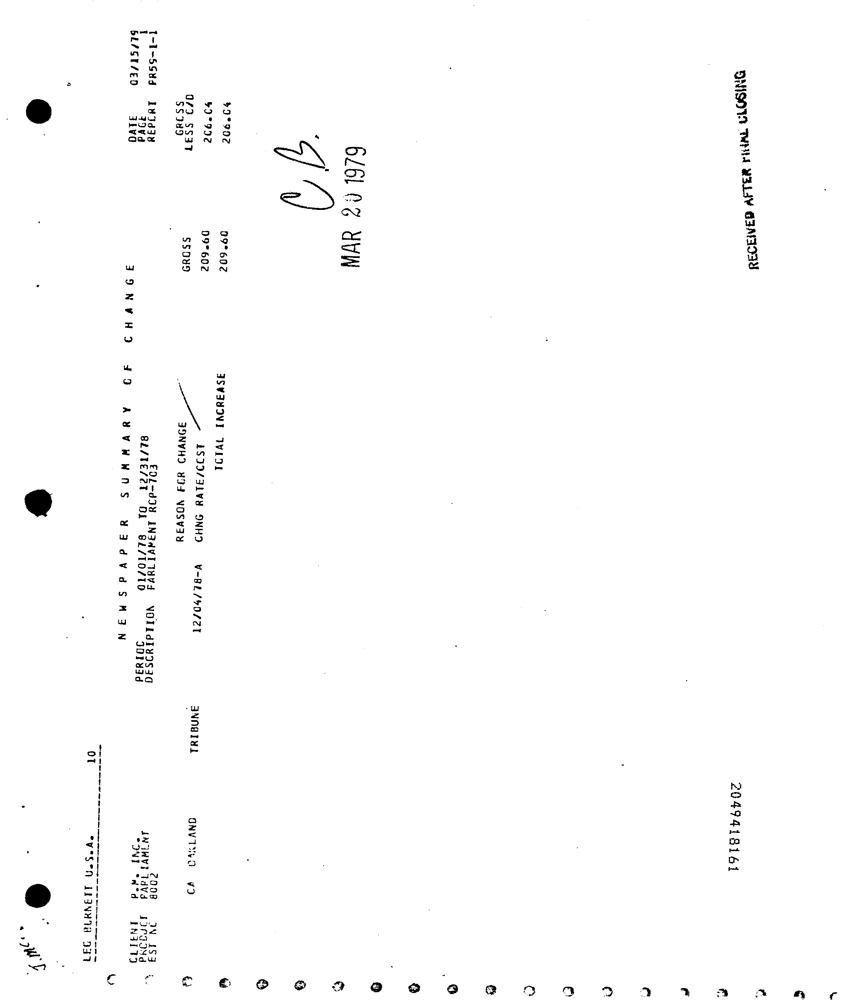 LEO BURNETT U.S.A. 10
N E W S P A P E R S U M M A R Y O F C H A N G E
DATE 03/15/79
PAGE 1
REPORT PR55-1-1
CLIENT P.M. INC.
PRODUCT PARLIAMENT
EST NO 8002
PERIOD 01/01/78 TO 12/31/78
DESCRIPTION PARLIAMENT RCP-703
REASON FOR CHANGE GROSS GROSS LESS C/D
CA OAKLAND TRIBUNE 12/04/78-A CHNG RATE/COST 209.60 206.04
TOTAL INCREASE 209.60 206.04
C.B.
MAR 20 1979
RECEIVED AFTER FINAL CLOSING
2049418161